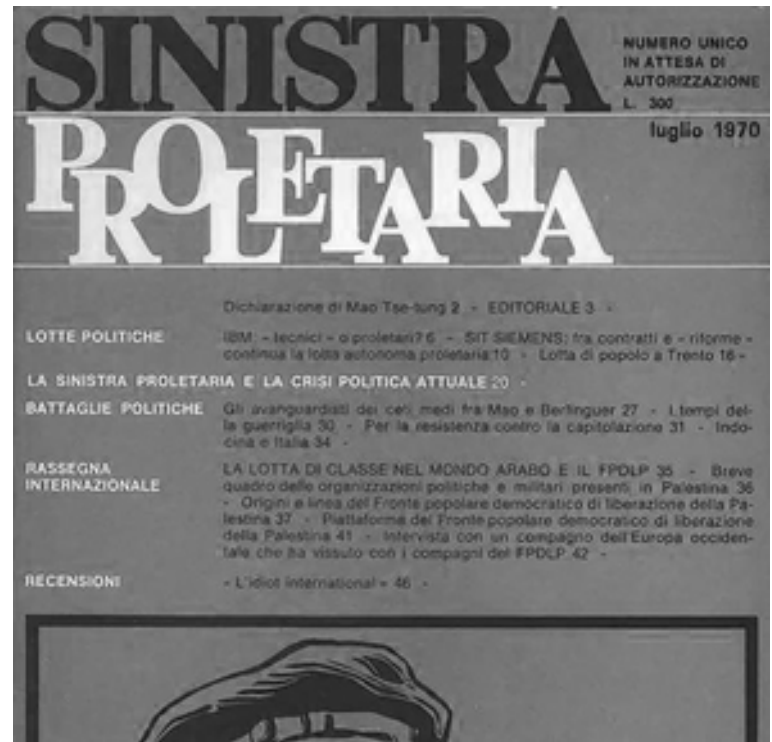 SINISTRA
PROLETARIA
NUMERO UNICO
IN ATTESA DI
AUTORIZZAZIONE
L. 300
luglio 1970
Dichiarazione di Mao Tse-tung 2 - EDITORIALE 3 -
LOTTE POLITICHE
IBM: « tecnici » o proletari? 6 - SIT SIEMENS: fra contratti e « riforme »
continua la lotta autonoma proletaria 10 - Lotta di popolo a Trento 16 -
LA SINISTRA PROLETARIA E LA CRISI POLITICA ATTUALE 20 -
BATTAGLIE POLITICHE
Gli avanguardisti dei ceti medi fra Mao e Berlinguer 27 - I tempi del-
la guerriglia 30 - Per la resistenza contro la capitolazione 31 - Indo-
cina e Italia 34 -
RASSEGNA
INTERNAZIONALE
LA LOTTA DI CLASSE NEL MONDO ARABO E IL FPDLP 35 - Breve
quadro delle organizzazioni politiche e militari presenti in Palestina 36
- Origini e linea del Fronte popolare democratico di liberazione della Pa-
lestina 37 - Piattaforma del Fronte popolare democratico di liberazione
della Palestina 41 - Intervista con un compagno dell'Europa occiden-
tale che ha vissuto con i compagni del FPDLP 42 -
RECENSIONI
« L'idiot international » 46 -